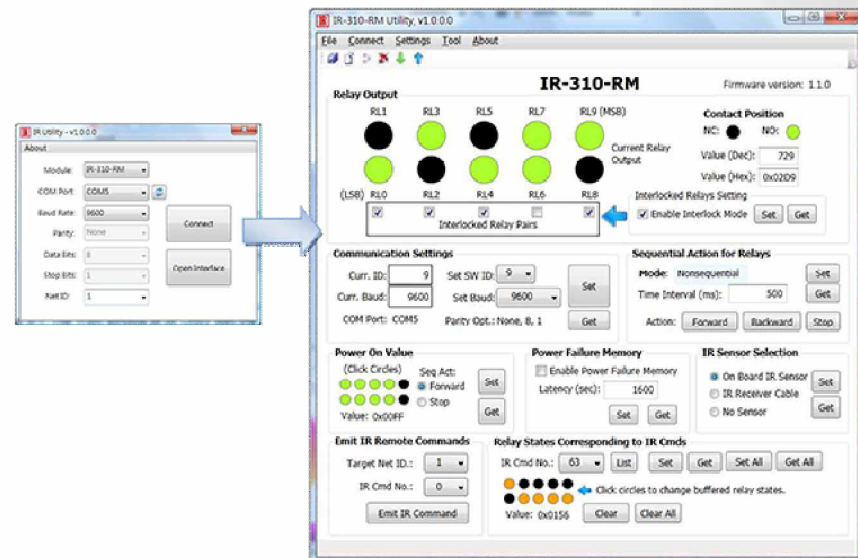 IR Utility - v1.0.0.0
About
Module: IR-310-RM
COM Port: COM5
Baud Rate: 9600
Parity: None
Data Bits: 8
Stop Bits: 1
Net ID: 1
Connect
Open Interface
IR-310-RM Utility, v1.0.0.0
File Connect Settings Tool About
IR-310-RM
Firmware version: 1.1.0
Relay Output
RL1 RL3 RL5 RL7 RL9 (MSB)
Current Relay Output
(LSB) RL0 RL2 RL4 RL6 RL8
Interlocked Relay Pairs
Contact Position
NC: NO:
Value (Dec): 729
Value (Hex): 0x02D9
Interlocked Relays Setting
Enable Interlock Mode Set Get
Communication Settings
Curr. ID: 9 Set SW ID: 9 Set
Curr. Baud: 9600 Set Baud: 9600
COM Port: COM5 Parity Opt.: None, 8, 1 Get
Sequential Action for Relays
Mode: Nonsequential Set
Time Interval (ms): 500 Get
Action: Forward Backward Stop
Power On Value
(Click Circles) Seq Act:
Forward Set
Stop
Value: 0x00FF Get
Power Failure Memory
Enable Power Failure Memory
Latency (sec): 1600
Set Get
IR Sensor Selection
On Board IR Sensor Set
IR Receiver Cable
No Sensor Get
Emit IR Remote Commands
Target Net ID.: 1
IR Cmd No.: 0
Emit IR Command
Relay States Corresponding to IR Cmds
IR Cmd No.: 63 List Set Get Set All Get All
Click circles to change buffered relay states.
Value: 0x0156 Clear Clear All